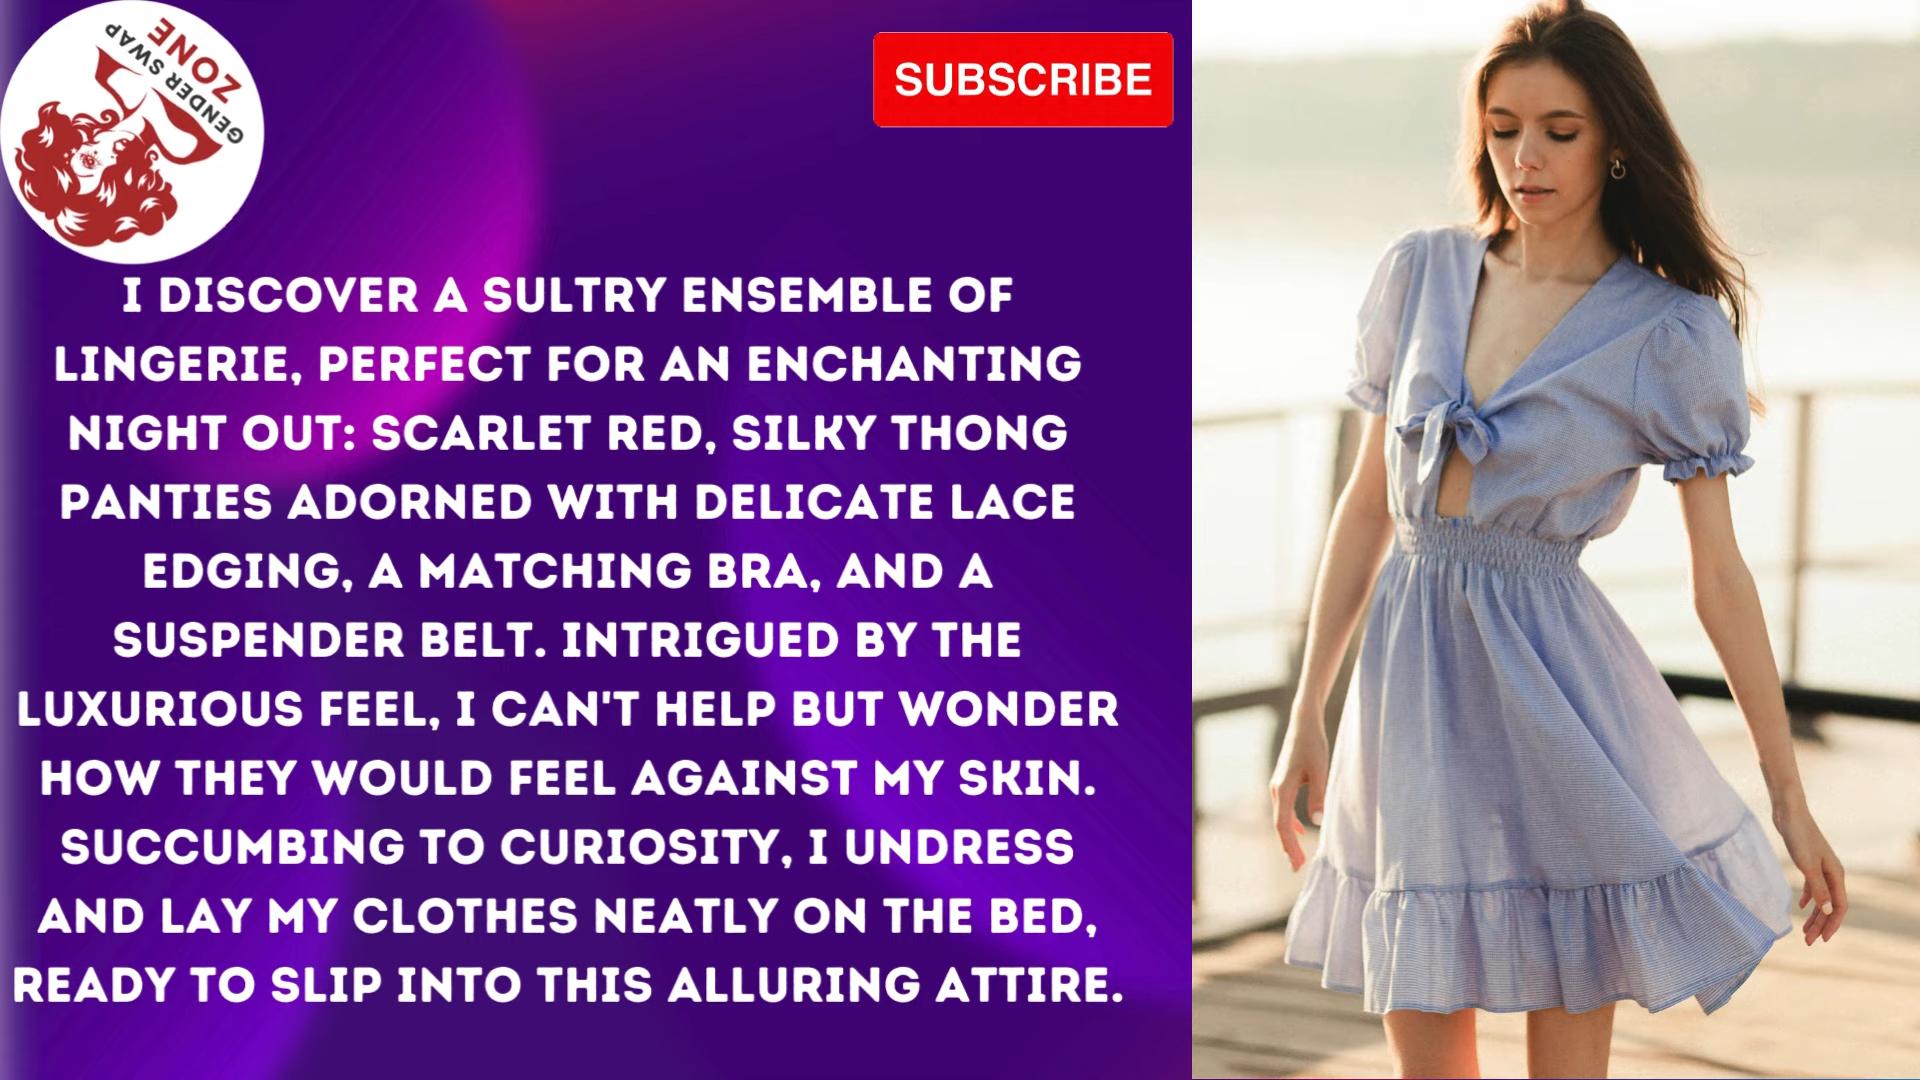 GENDER SWAP
ZONE
SUBSCRIBE
I DISCOVER A SULTRY ENSEMBLE OF
LINGERIE, PERFECT FOR AN ENCHANTING
NIGHT OUT: SCARLET RED, SILKY THONG
PANTIES ADORNED WITH DELICATE LACE
EDGING, A MATCHING BRA, AND A
SUSPENDER BELT. INTRIGUED BY THE
LUXURIOUS FEEL, I CAN'T HELP BUT WONDER
HOW THEY WOULD FEEL AGAINST MY SKIN.
SUCCUMBING TO CURIOSITY, I UNDRESS
AND LAY MY CLOTHES NEATLY ON THE BED,
READY TO SLIP INTO THIS ALLURING ATTIRE.